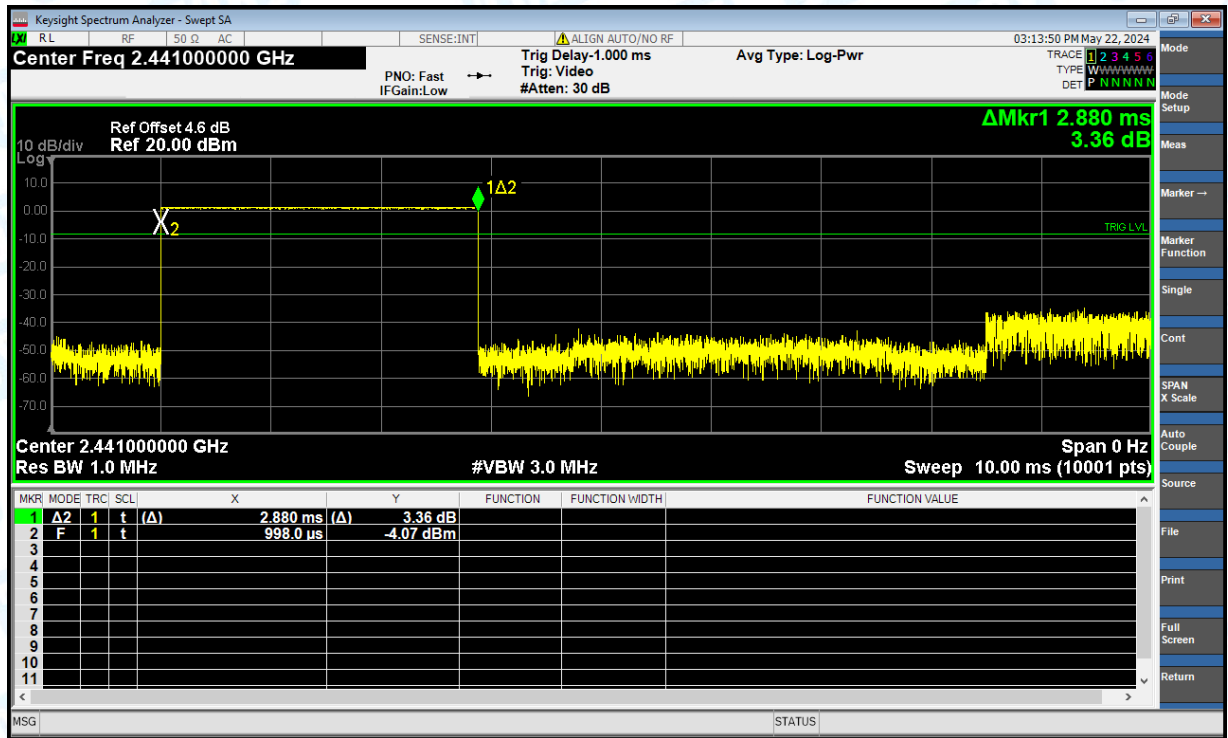 Keysight Spectrum Analyzer - Swept SA
LXI RL RF 50 Ω AC SENSE:INT ALIGN AUTO/NO RF 03:13:50 PM May 22, 2024
Center Freq 2.441000000 GHz
PNO: Fast
IFGain:Low
Trig Delay-1.000 ms
Trig: Video
#Atten: 30 dB
Avg Type: Log-Pwr
TRACE 1 2 3 4 5 6
TYPE WWWWWW
DET P N N N N N
ΔMkr1 2.880 ms
3.36 dB
Ref Offset 4.6 dB
10 dB/div Ref 20.00 dBm
Log
10.0
0.00
-10.0
-20.0
-30.0
-40.0
-50.0
-60.0
-70.0
1Δ2
2
TRIG LVL
Center 2.441000000 GHz Span 0 Hz
Res BW 1.0 MHz #VBW 3.0 MHz Sweep 10.00 ms (10001 pts)
MKR MODE TRC SCL X Y FUNCTION FUNCTION WIDTH FUNCTION VALUE
1 Δ2 1 t (Δ) 2.880 ms (Δ) 3.36 dB
2 F 1 t 998.0 µs -4.07 dBm
3
4
5
6
7
8
9
10
11
MSG STATUS
Mode
Mode
Setup
Meas
Marker →
Marker
Function
Single
Cont
SPAN
X Scale
Auto
Couple
Source
File
Print
Full
Screen
Return